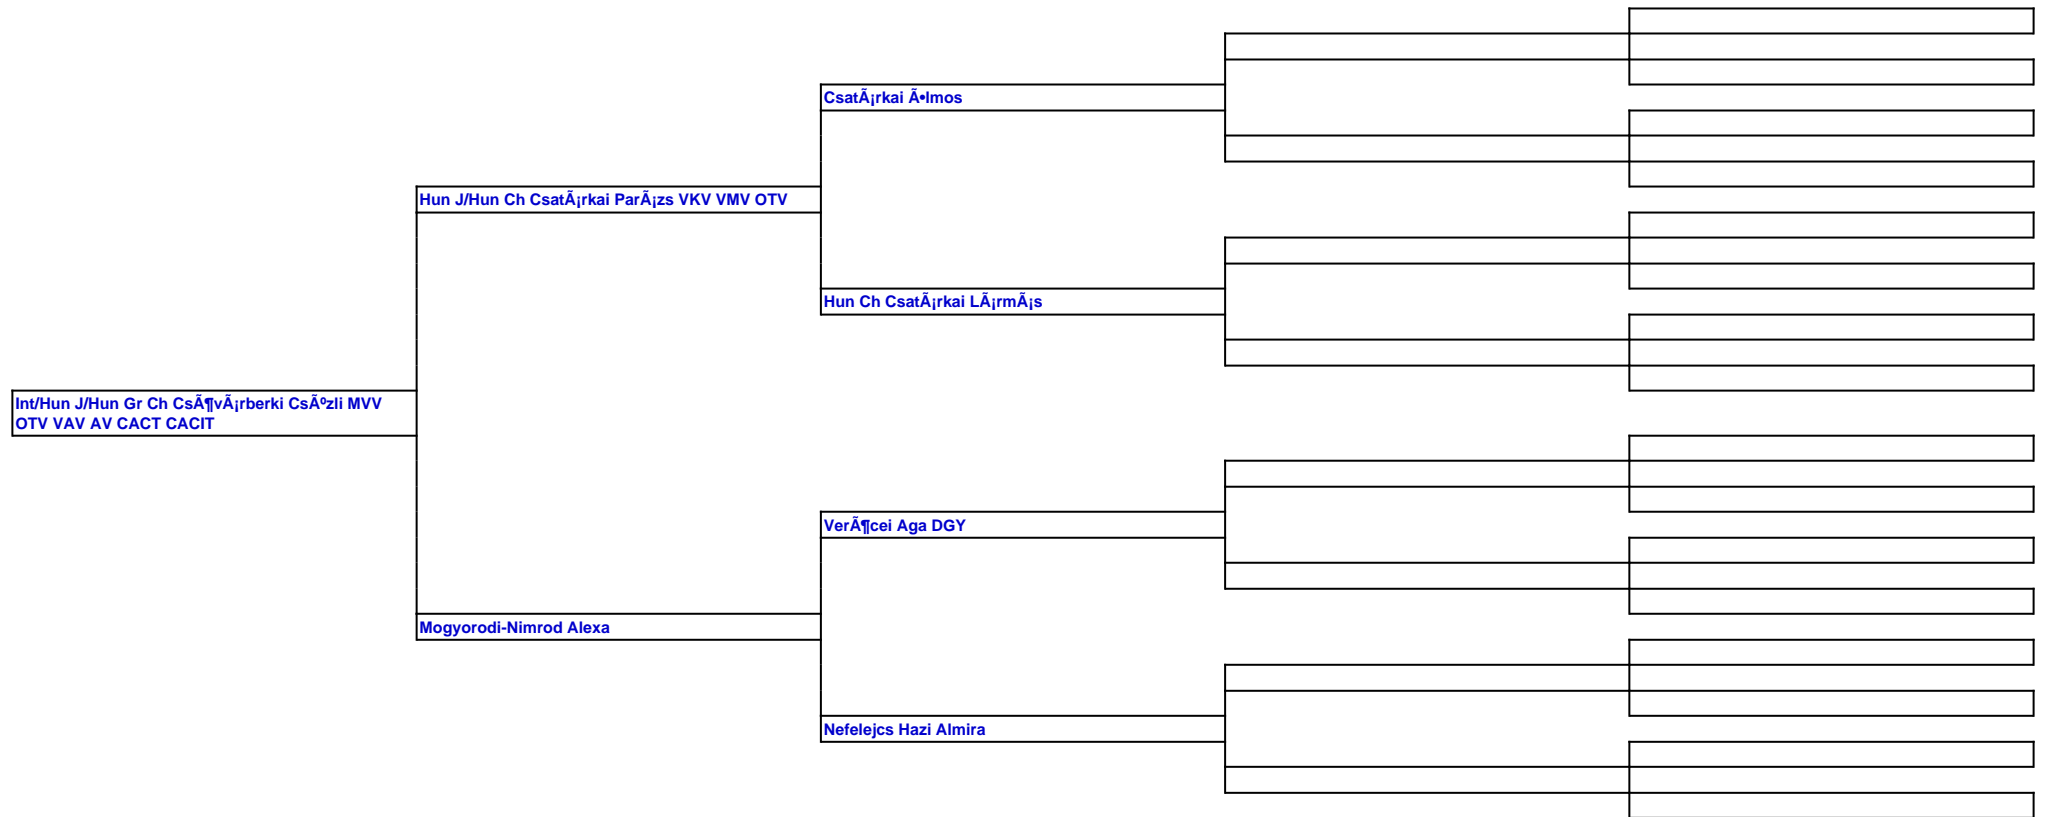 CsatÃ¡rkai Ã•lmos
Hun J/Hun Ch CsatÃ¡rkai ParÃ¡zs VKV VMV OTV
Hun Ch CsatÃ¡rkai LÃ¡rmÃ¡s
Int/Hun J/Hun Gr Ch CsÃ¶vÃ¡rberki CsÃºzli MVV
OTV VAV AV CACT CACIT
VerÃ¶cei Aga DGY
Mogyorodi-Nimrod Alexa
Nefelejcs Hazi Almira